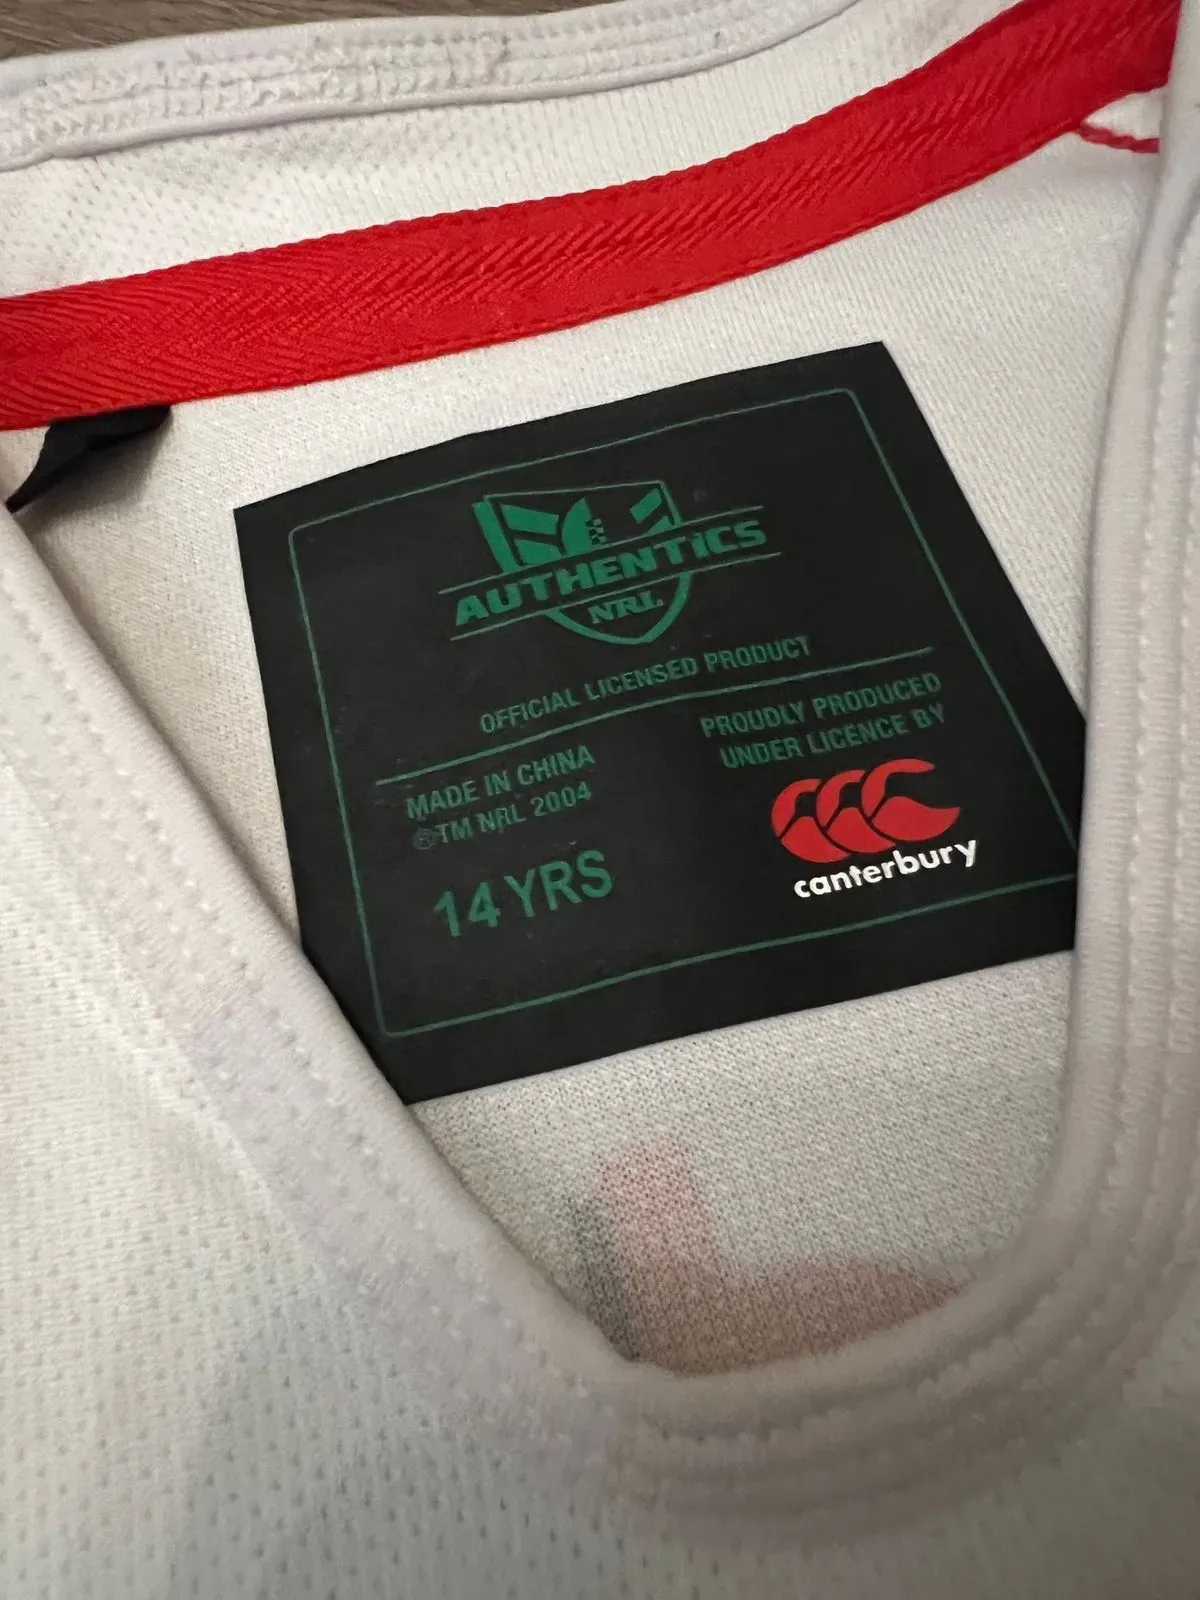 AUTHENTICS
NRL
OFFICIAL LICENSED PRODUCT
MADE IN CHINA
©TM NRL 2004
14 YRS
PROUDLY PRODUCED
UNDER LICENCE BY
canterbury